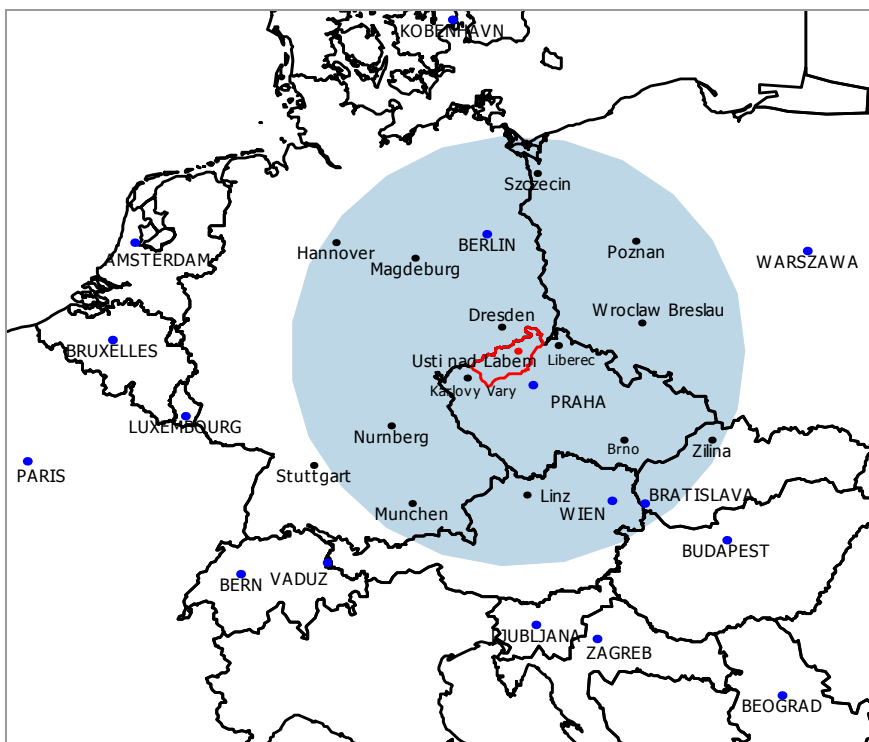 KOBENHAVN
Szczecin
AMSTERDAM
Hannover
BERLIN
Magdeburg
Poznan
WARSZAWA
BRUXELLES
Dresden
Wroclaw Breslau
Usti nad Labem
Liberec
Karlovy Vary
PRAHA
LUXEMBOURG
Nurnberg
Brno
Zilina
PARIS
Stuttgart
Munchen
Linz
WIEN
BRATISLAVA
BUDAPEST
BERN
VADUZ
LJUBLJANA
ZAGREB
BEOGRAD